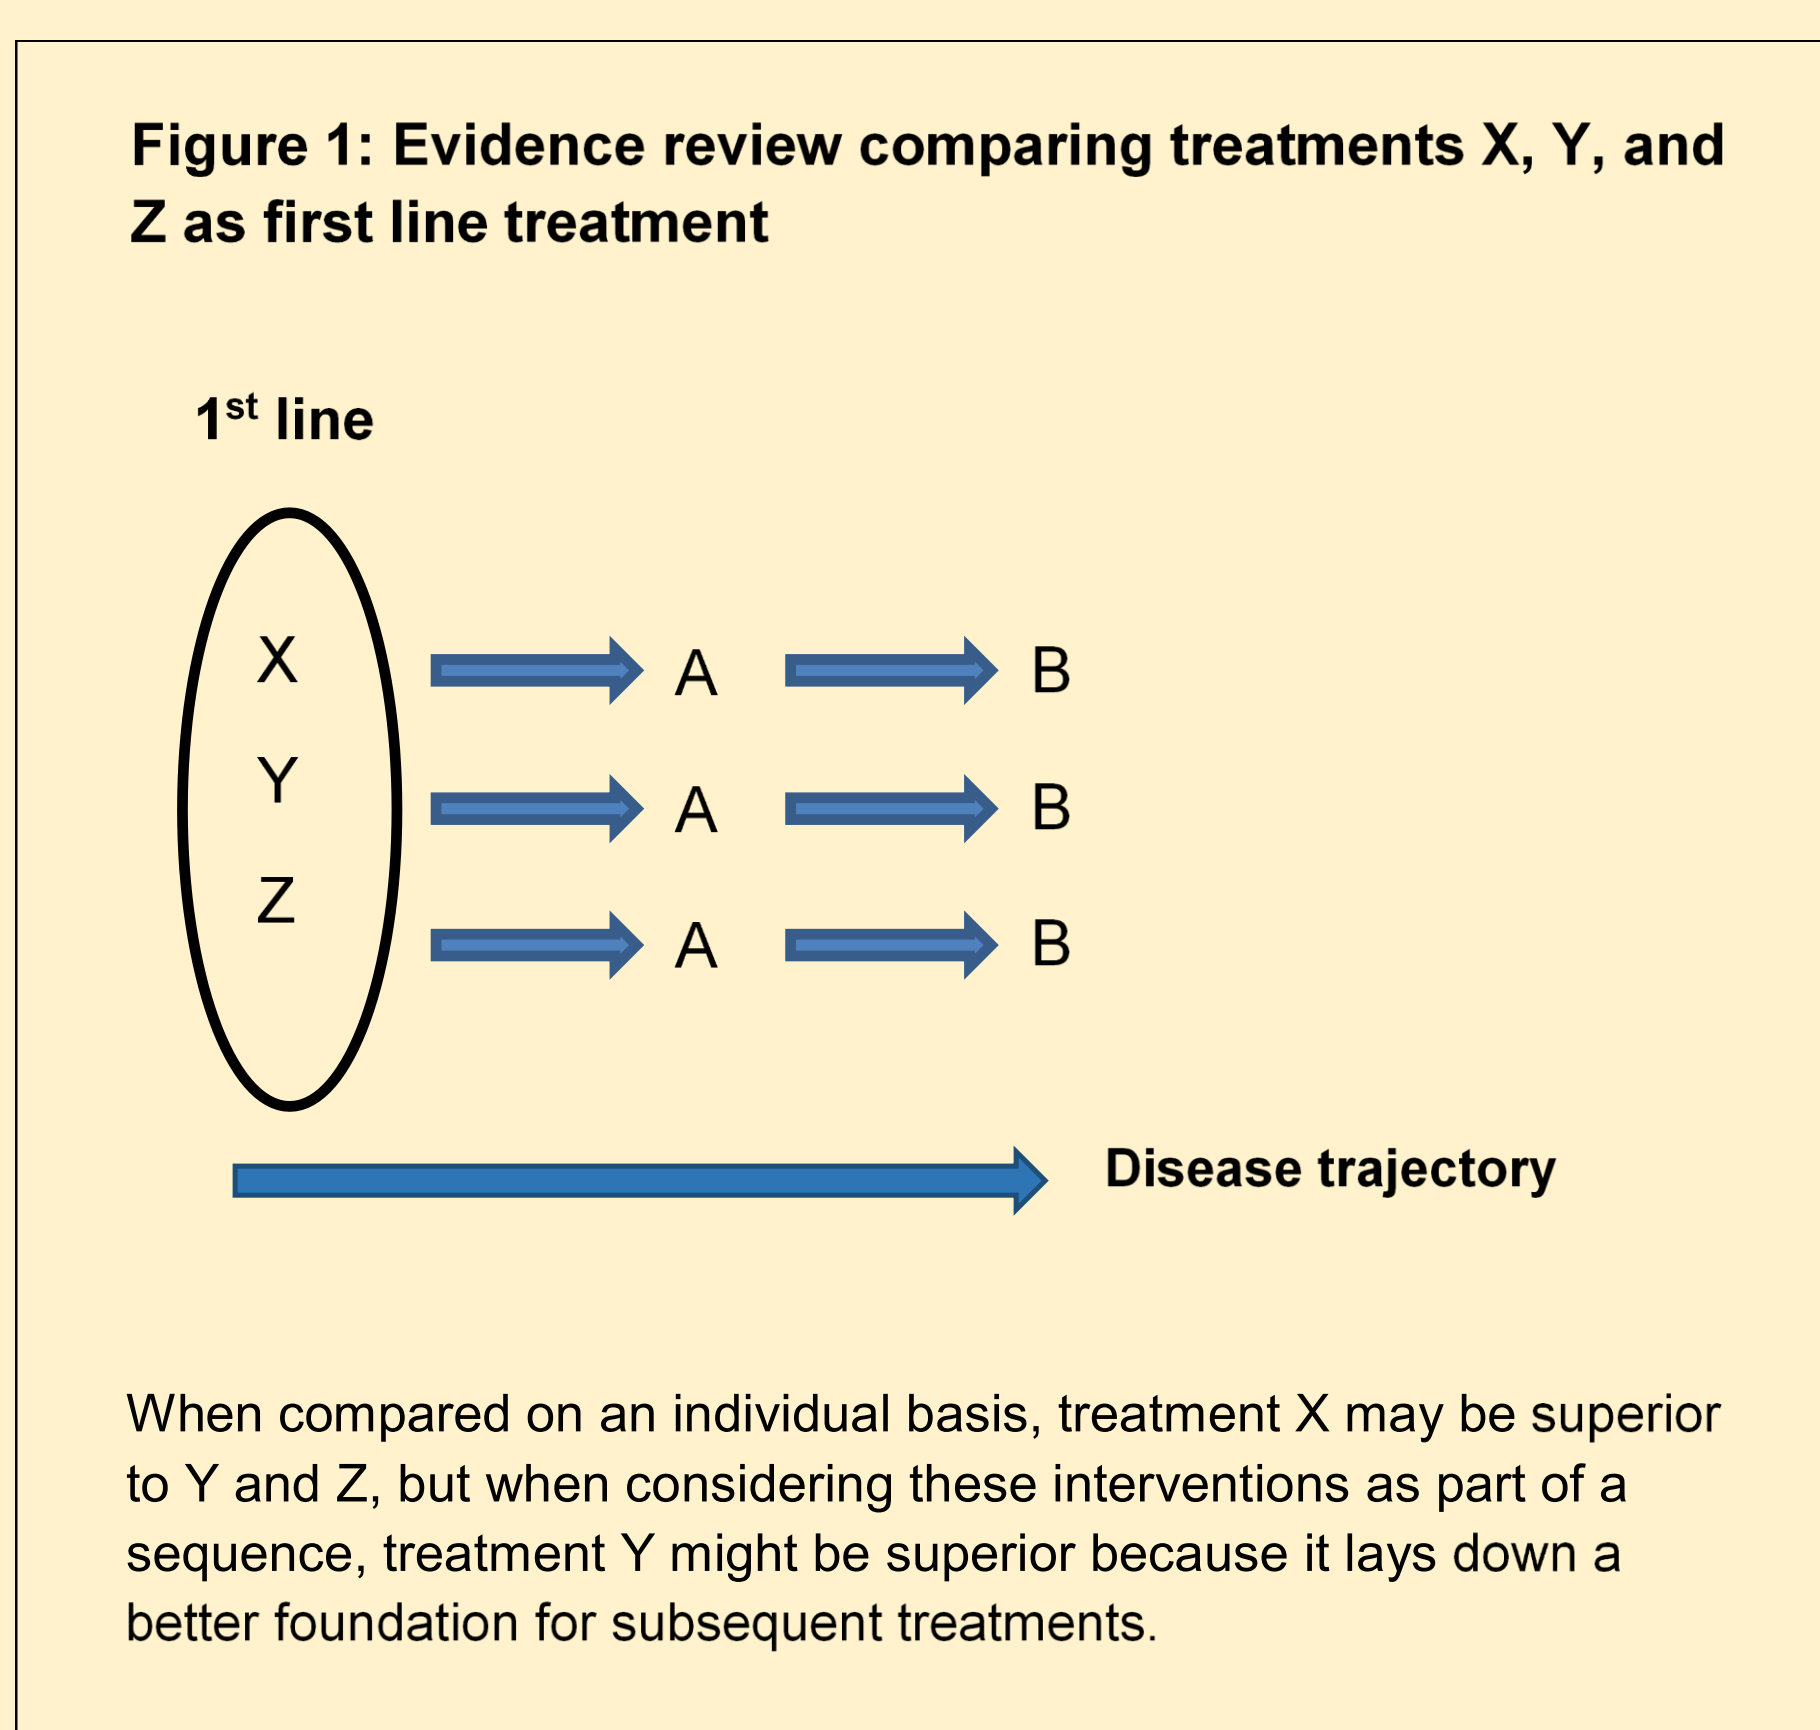 Figure 1: Evidence review comparing treatments X, Y, and
Z as first line treatment
1st line
X
A
B
Y
A
B
Z
A
B
Disease trajectory
When compared on an individual basis, treatment X may be superior
to Y and Z, but when considering these interventions as part of a
sequence, treatment Y might be superior because it lays down a
better foundation for subsequent treatments.